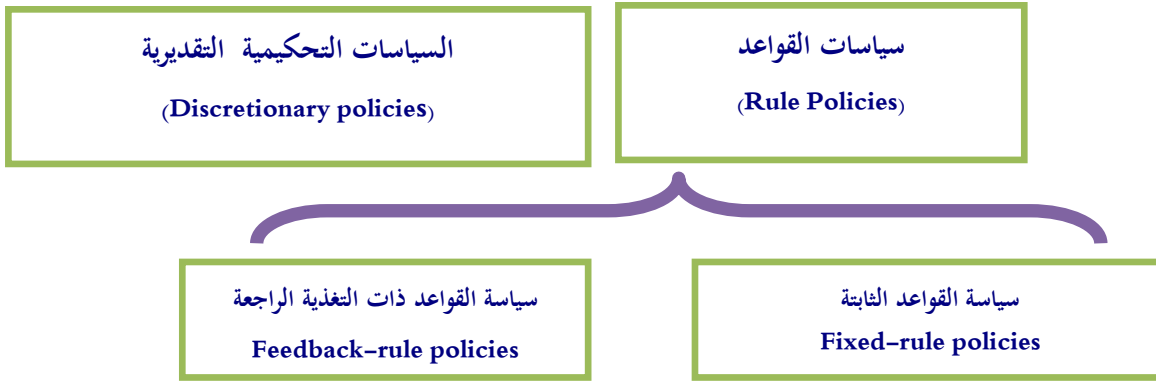 سياسات القواعد
(Rule Policies)
السياسات التحكيمية التقديرية
(Discretionary policies)
سياسة القواعد الثابتة
Fixed-rule policies
سياسة القواعد ذات التغذية الراجعة
Feedback-rule policies